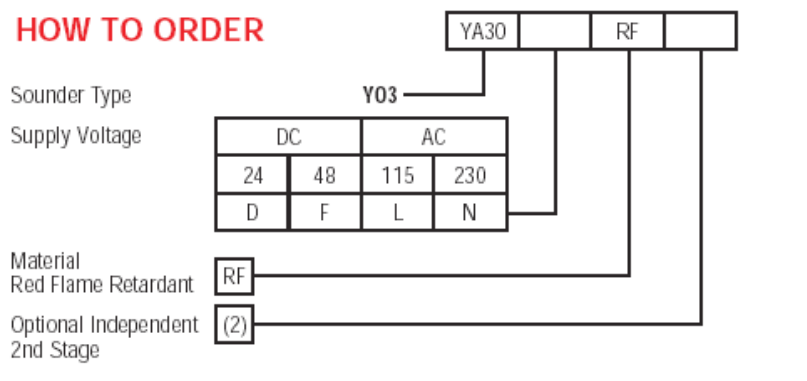 HOW TO ORDER
YA30 RF
Sounder Type YO3
Supply Voltage DC AC
24 48 115 230
D F L N
Material
Red Flame Retardant RF
Optional Independent (2)
2nd Stage